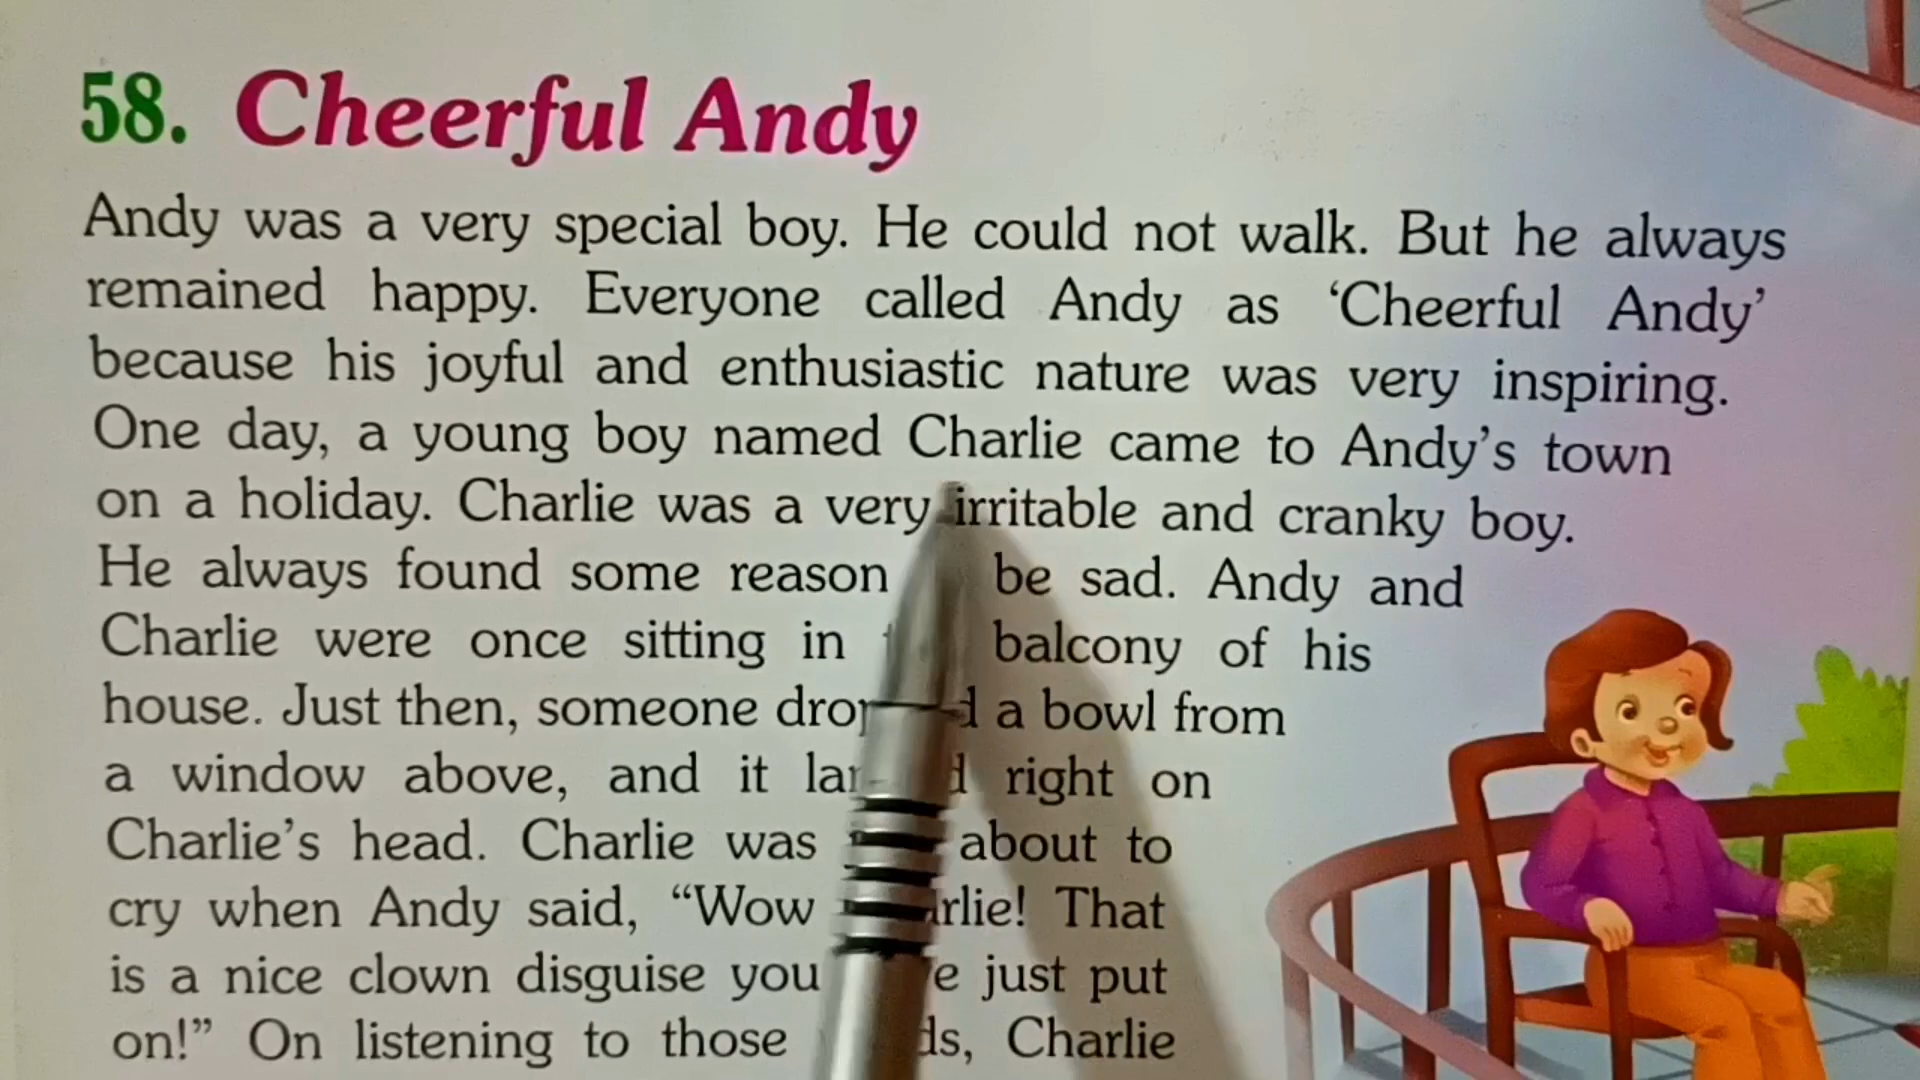 58. Cheerful Andy
Andy was a very special boy. He could not walk. But he always
remained happy. Everyone called Andy as ‘Cheerful Andy’
because his joyful and enthusiastic nature was very inspiring.
One day, a young boy named Charlie came to Andy’s town
on a holiday. Charlie was a very irritable and cranky boy.
He always found some reason be sad. Andy and
Charlie were once sitting in balcony of his
house. Just then, someone a bowl from
a window above, and it right on
Charlie’s head. Charlie was about to
cry when Andy said, “Wow That
is a nice clown disguise you just put
on!” On listening to those Charlie